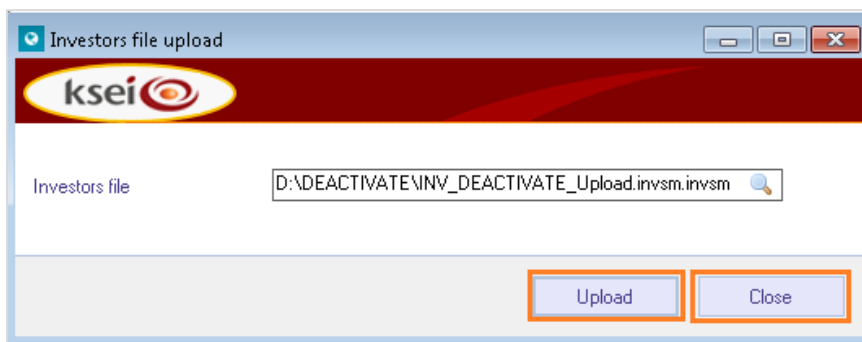 Investors file upload
ksei
Investors file D:\DEACTIVATE\INV_DEACTIVATE_Upload.invsm.invsm
Upload Close